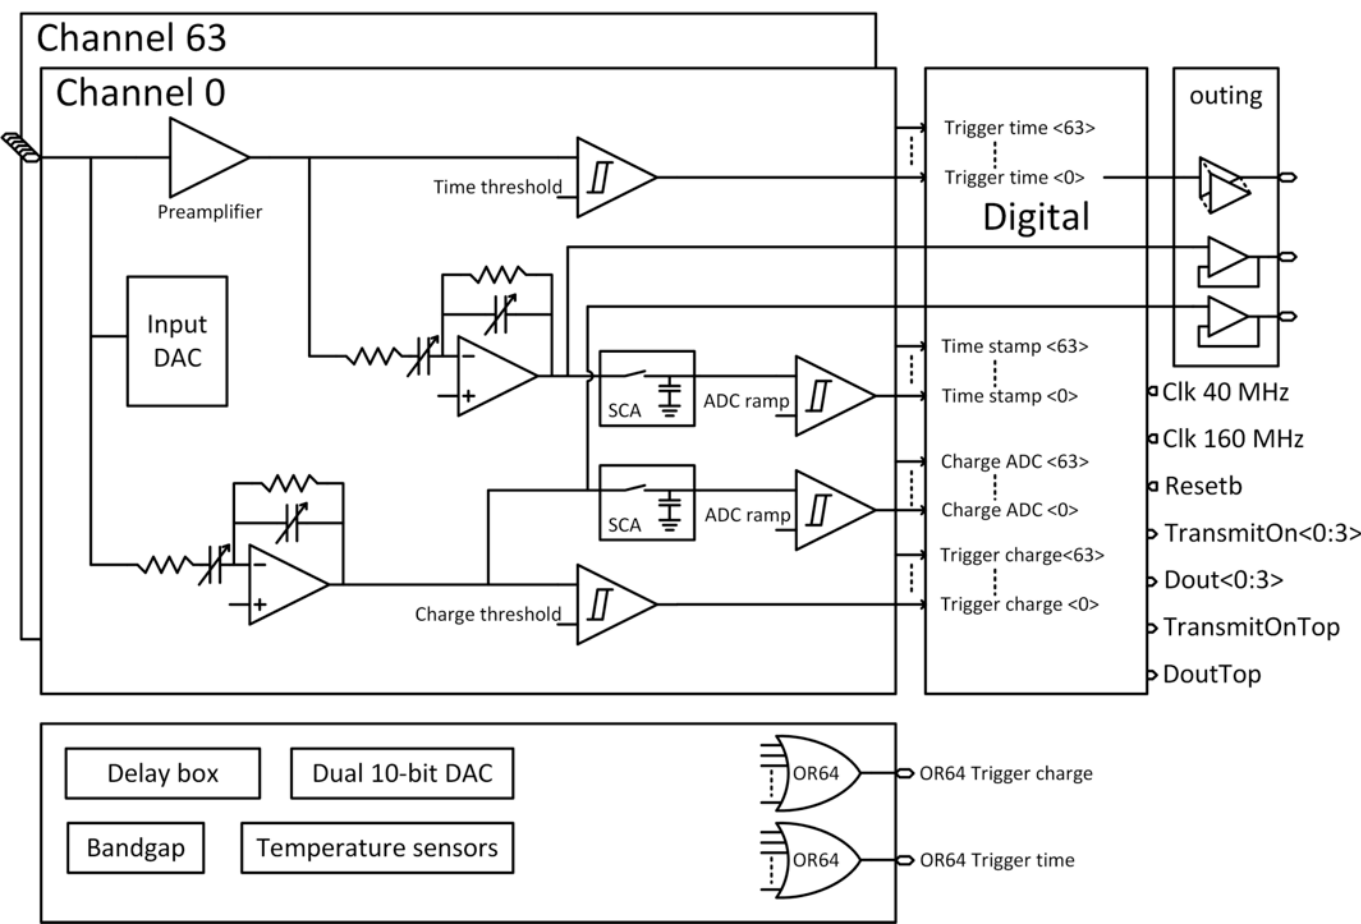 Channel 63
Channel 0
Preamplifier
Time threshold
Input
DAC
−
+
SCA
ADC ramp
SCA
ADC ramp
−
+
Charge threshold
Trigger time <63>
Trigger time <0>
Digital
Time stamp <63>
Time stamp <0>
Charge ADC <63>
Charge ADC <0>
Trigger charge<63>
Trigger charge <0>
outing
Clk 40 MHz
Clk 160 MHz
Resetb
TransmitOn<0:3>
Dout<0:3>
TransmitOnTop
DoutTop
Delay box
Dual 10-bit DAC
Bandgap
Temperature sensors
OR64
OR64 Trigger charge
OR64
OR64 Trigger time